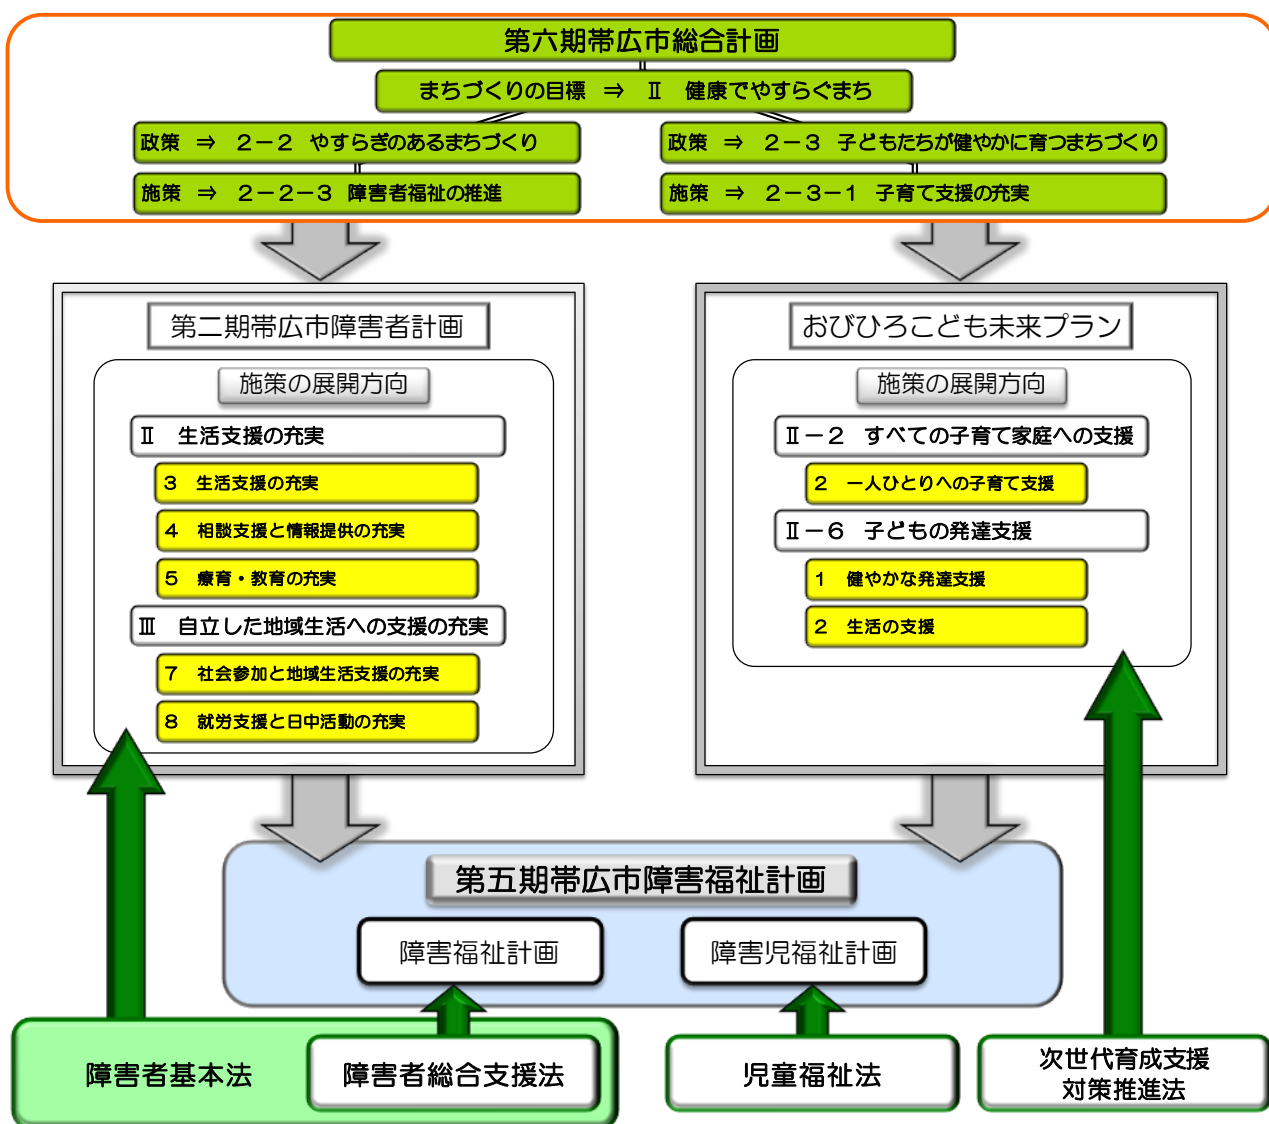 第六期帯広市総合計画
まちづくりの目標 ⇒ Ⅱ 健康でやすらぐまち
政策 ⇒ 2－2 やすらぎのあるまちづくり
施策 ⇒ 2－2－3 障害者福祉の推進
政策 ⇒ 2－3 子どもたちが健やかに育つまちづくり
施策 ⇒ 2－3－1 子育て支援の充実
第二期帯広市障害者計画
施策の展開方向
Ⅱ 生活支援の充実
3 生活支援の充実
4 相談支援と情報提供の充実
5 療育・教育の充実
Ⅲ 自立した地域生活への支援の充実
7 社会参加と地域生活支援の充実
8 就労支援と日中活動の充実
おびひろこども未来プラン
施策の展開方向
Ⅱ－2 すべての子育て家庭への支援
2 一人ひとりへの子育て支援
Ⅱ－6 子どもの発達支援
1 健やかな発達支援
2 生活の支援
第五期帯広市障害福祉計画
障害福祉計画
障害児福祉計画
障害者基本法
障害者総合支援法
児童福祉法
次世代育成支援
対策推進法